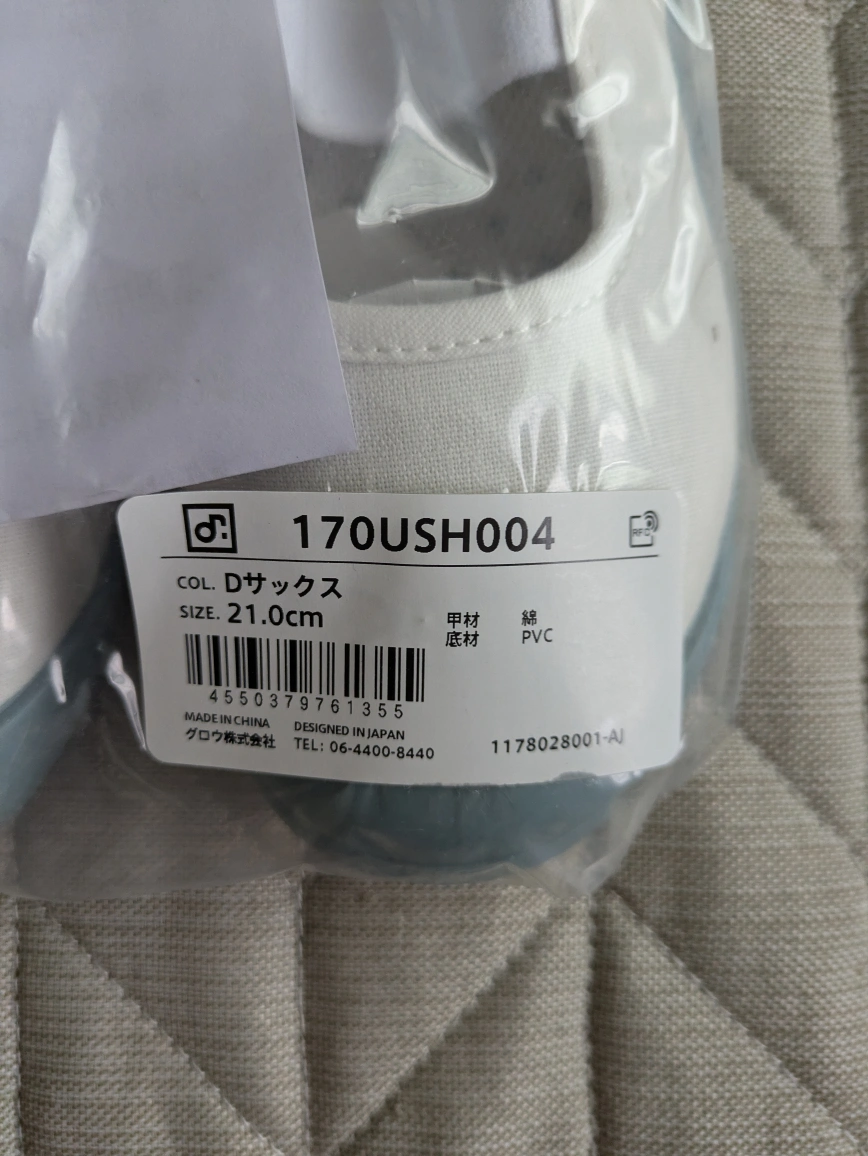 170USH004
RFID
COL. Dサックス
SIZE. 21.0cm
甲材 綿
底材 PVC
4550379761355
MADE IN CHINA DESIGNED IN JAPAN
グロウ株式会社 TEL: 06-4400-8440
1178028001-AJ